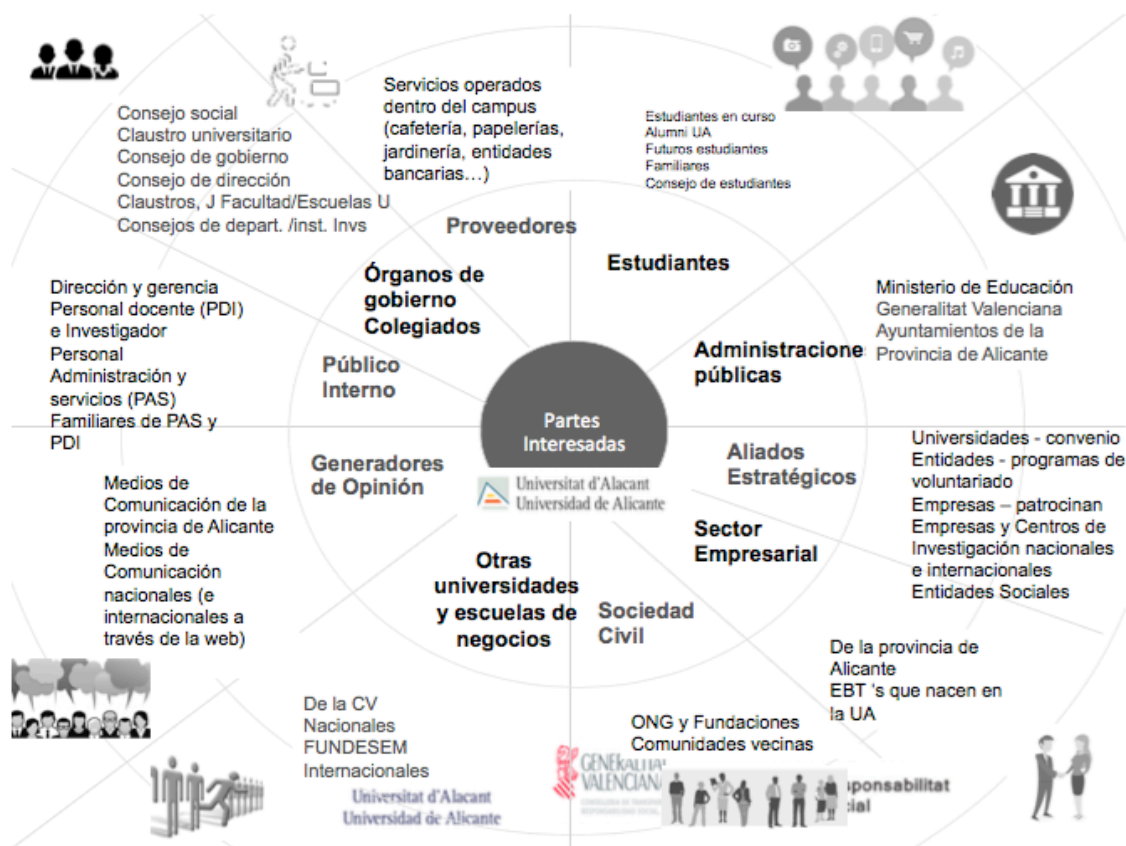 Servicios operados
dentro del campus
(cafetería, papelerías,
jardinería, entidades
bancarias…)
Consejo social
Claustro universitario
Consejo de gobierno
Consejo de dirección
Claustros, J Facultad/Escuelas U
Consejos de depart. /inst. Invs
Estudiantes en curso
Alumni UA
Futuros estudiantes
Familiares
Consejo de estudiantes
Proveedores
Estudiantes
Órganos de
gobierno
Colegiados
Dirección y gerencia
Personal docente (PDI)
e Investigador
Personal
Administración y
servicios (PAS)
Familiares de PAS y
PDI
Público
Interno
Administracione
públicas
Ministerio de Educación
Generalitat Valenciana
Ayuntamientos de la
Provincia de Alicante
Partes
Interesadas
Universitat d'Alacant
Universidad de Alicante
Generadores
de Opinión
Aliados
Estratégicos
Universidades - convenio
Entidades - programas de
voluntariado
Empresas – patrocinan
Empresas y Centros de
Investigación nacionales
e internacionales
Entidades Sociales
Medios de
Comunicación de la
provincia de Alicante
Medios de
Comunicación
nacionales (e
internacionales a
través de la web)
Sector
Empresarial
Otras
universidades
y escuelas de
negocios
Sociedad
Civil
De la provincia de
Alicante
EBT 's que nacen en
la UA
De la CV
Nacionales
FUNDESEM
Internacionales
Universitat d'Alacant
Universidad de Alicante
ONG y Fundaciones
Comunidades vecinas
GENERALITAT
VALENCIANA
sponsabilitat
ial